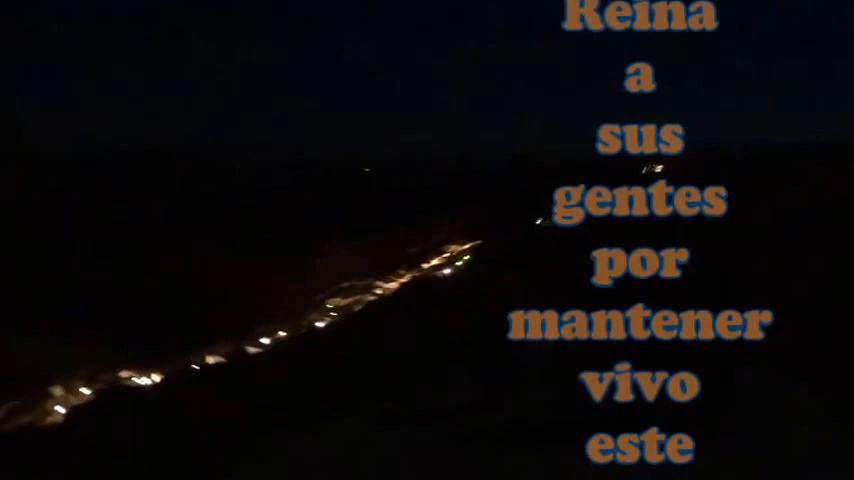 Reina
a
sus
gentes
por
mantener
vivo
este